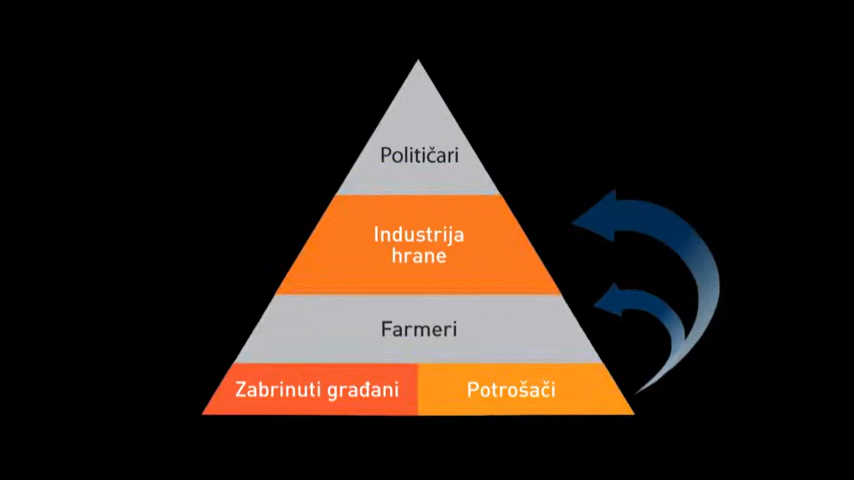 Političari
Industrija
hrane
Farmeri
Zabrinuti građani
Potrošači